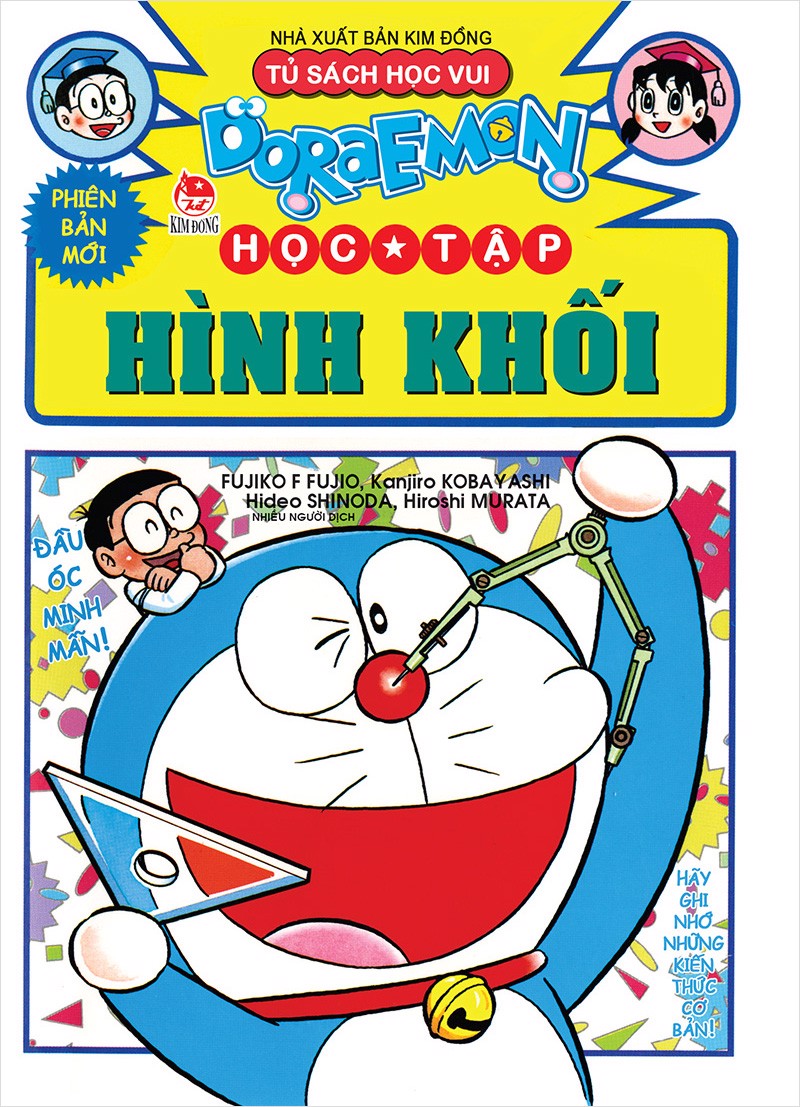 NHÀ XUẤT BẢN KIM ĐỒNG
TỦ SÁCH HỌC VUI
DORAEMON
PHIÊN
BẢN
MỚI
KIM ĐỒNG
HỌC★TẬP
HÌNH KHỐI
FUJIKO F FUJIO, Kanjiro KOBAYASHI
Hideo SHINODA, Hiroshi MURATA
NHIỀU NGƯỜI DỊCH
ĐẦU
ÓC
MINH
MẪN!
HÃY
GHI
NHỚ
NHỮNG
KIẾN
THỨC
CƠ
BẢN!